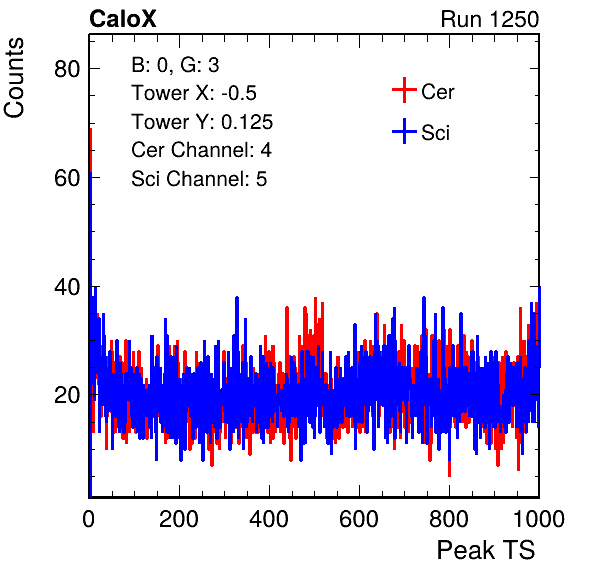 CaloX Run 1250
Counts
B: 0, G: 3
Tower X: -0.5
Tower Y: 0.125
Cer Channel: 4
Sci Channel: 5
Cer
Sci
80
60
40
20
0 200 400 600 800 1000
Peak TS